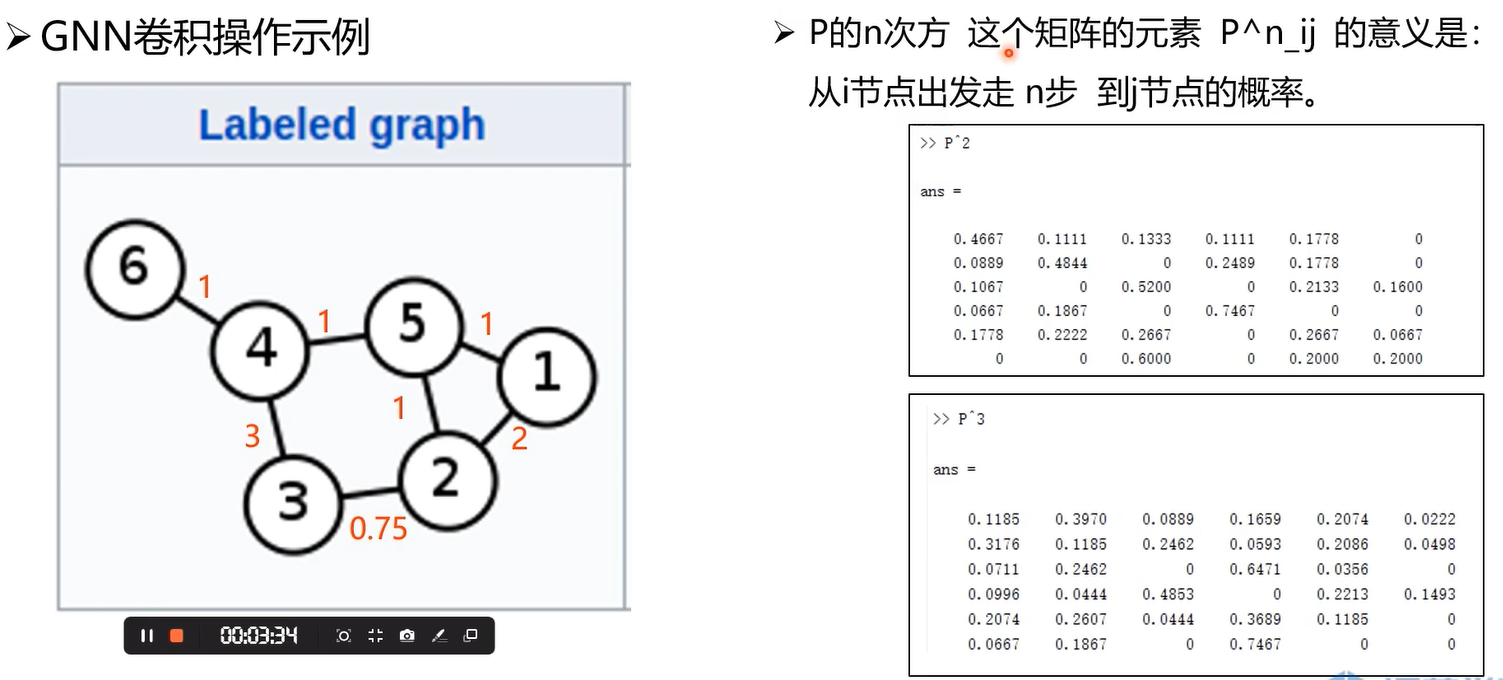 ➢ GNN卷积操作示例
Labeled graph
6
1
4
1
5
1
1
1
3
2
2
3
0.75
00:03:34
➢ P的n次方 这个矩阵的元素 P^n_ij 的意义是:
从i节点出发走 n步 到j节点的概率。
>> P^2
ans =
0.4667 0.1111 0.1333 0.1111 0.1778 0
0.0889 0.4844 0 0.2489 0.1778 0
0.1067 0 0.5200 0 0.2133 0.1600
0.0667 0.1867 0 0.7467 0 0
0.1778 0.2222 0.2667 0 0.2667 0.0667
0 0 0.6000 0 0.2000 0.2000
>> P^3
ans =
0.1185 0.3970 0.0889 0.1659 0.2074 0.0222
0.3176 0.1185 0.2462 0.0593 0.2086 0.0498
0.0711 0.2462 0 0.6471 0.0356 0
0.0996 0.0444 0.4853 0 0.2213 0.1493
0.2074 0.2607 0.0444 0.3689 0.1185 0
0.0667 0.1867 0 0.7467 0 0